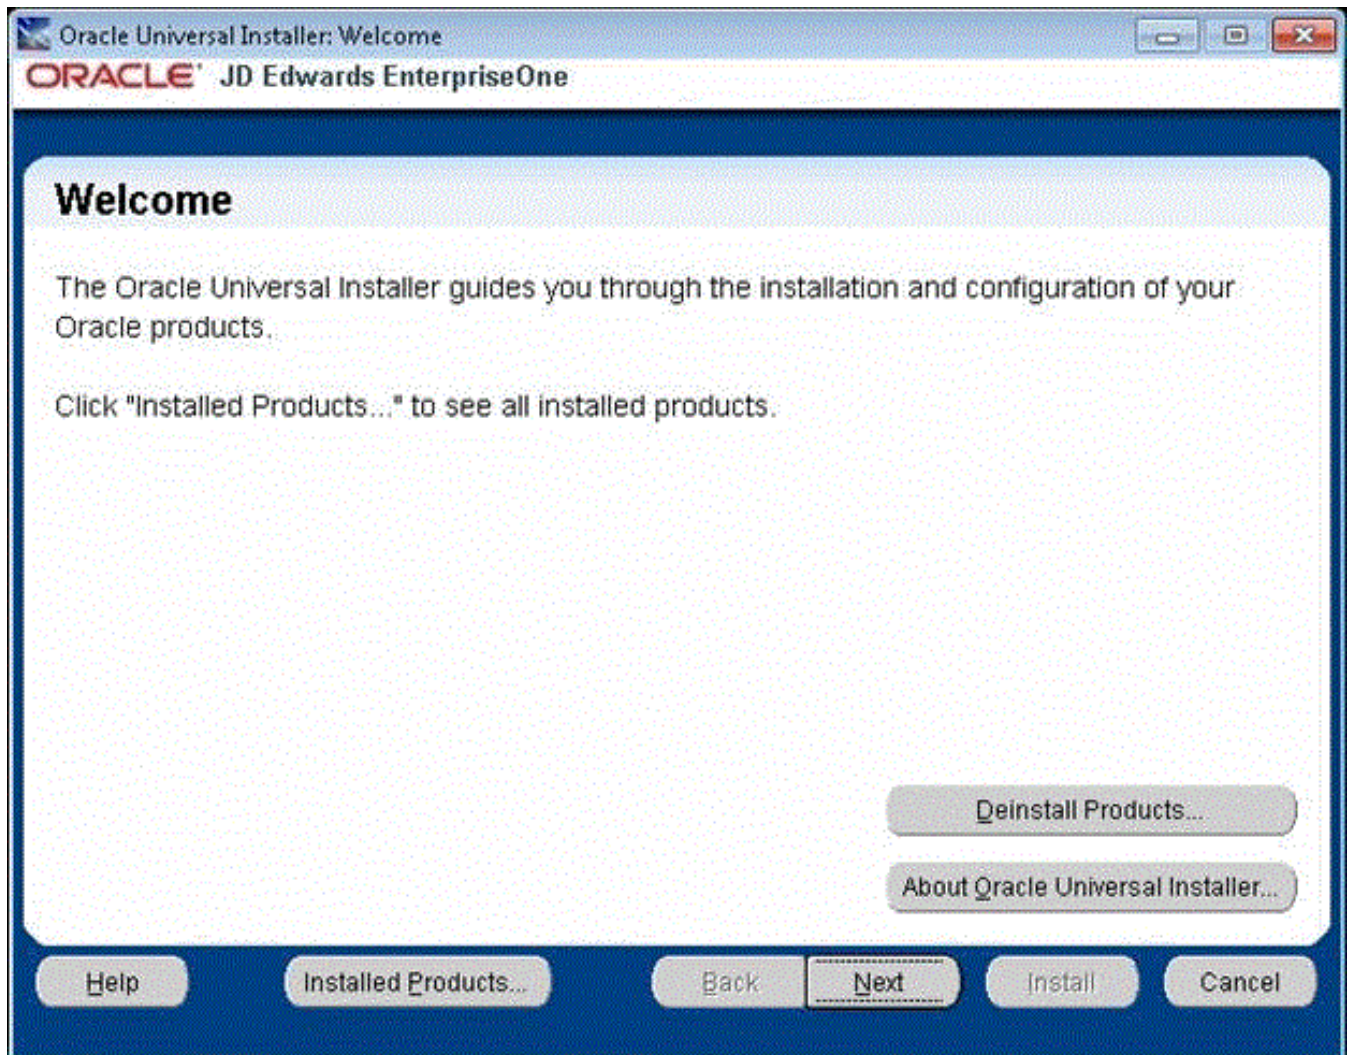 Oracle Universal Installer: Welcome
ORACLE' JD Edwards EnterpriseOne
Welcome
The Oracle Universal Installer guides you through the installation and configuration of your
Oracle products.
Click "Installed Products..." to see all installed products.
Deinstall Products...
About Oracle Universal Installer...
Help Installed Products... Back Next Install Cancel